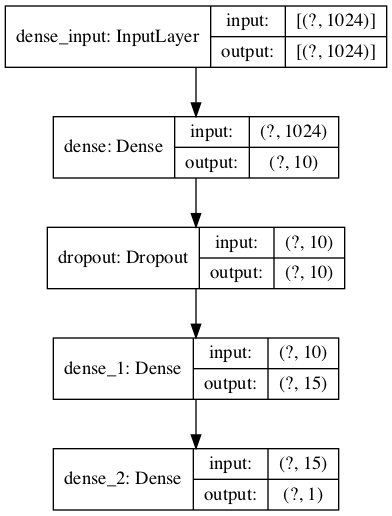 dense_input: InputLayer input: [(?, 1024)]
output: [(?, 1024)]
dense: Dense input: (?, 1024)
output: (?, 10)
dropout: Dropout input: (?, 10)
output: (?, 10)
dense_1: Dense input: (?, 10)
output: (?, 15)
dense_2: Dense input: (?, 15)
output: (?, 1)